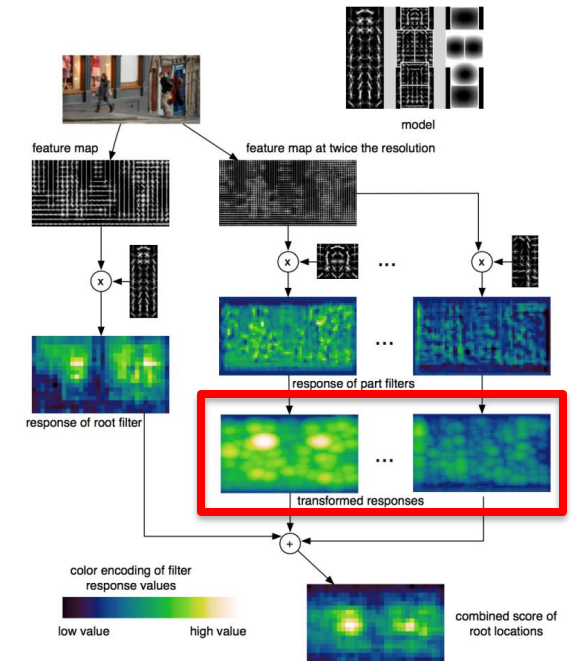 model
feature map
feature map at twice the resolution
x
x
...
x
...
response of part filters
response of root filter
...
transformed responses
+
color encoding of filter
response values
low value
high value
combined score of
root locations